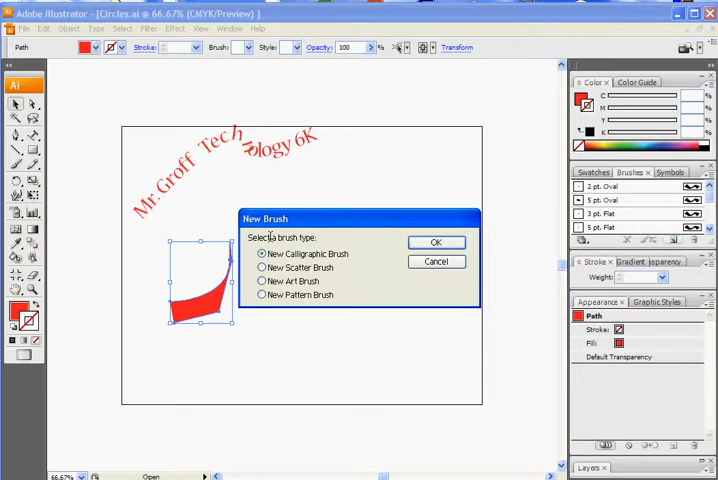 Adobe Illustrator - [Circles.ai @ 66.67% (CMYK/Preview) ]
File Edit Object Type Select Filter Effect View Window Help
Path Stroke: Brush: Style: Opacity: 100 % Transform
Ai
Mr. Groff Technology 6K
New Brush
Select a brush type:
New Calligraphic Brush
New Scatter Brush
New Art Brush
New Pattern Brush
OK
Cancel
Color Color Guide
C %
M %
Y %
K %
Swatches Brushes Symbols
2 pt. Oval
5 pt. Oval
3 pt. Flat
5 pt. Flat
Stroke Gradient sparency
Weight:
Appearance Graphic Styles
Path
Stroke:
Fill:
Default Transparency
Layers
66.67% Open